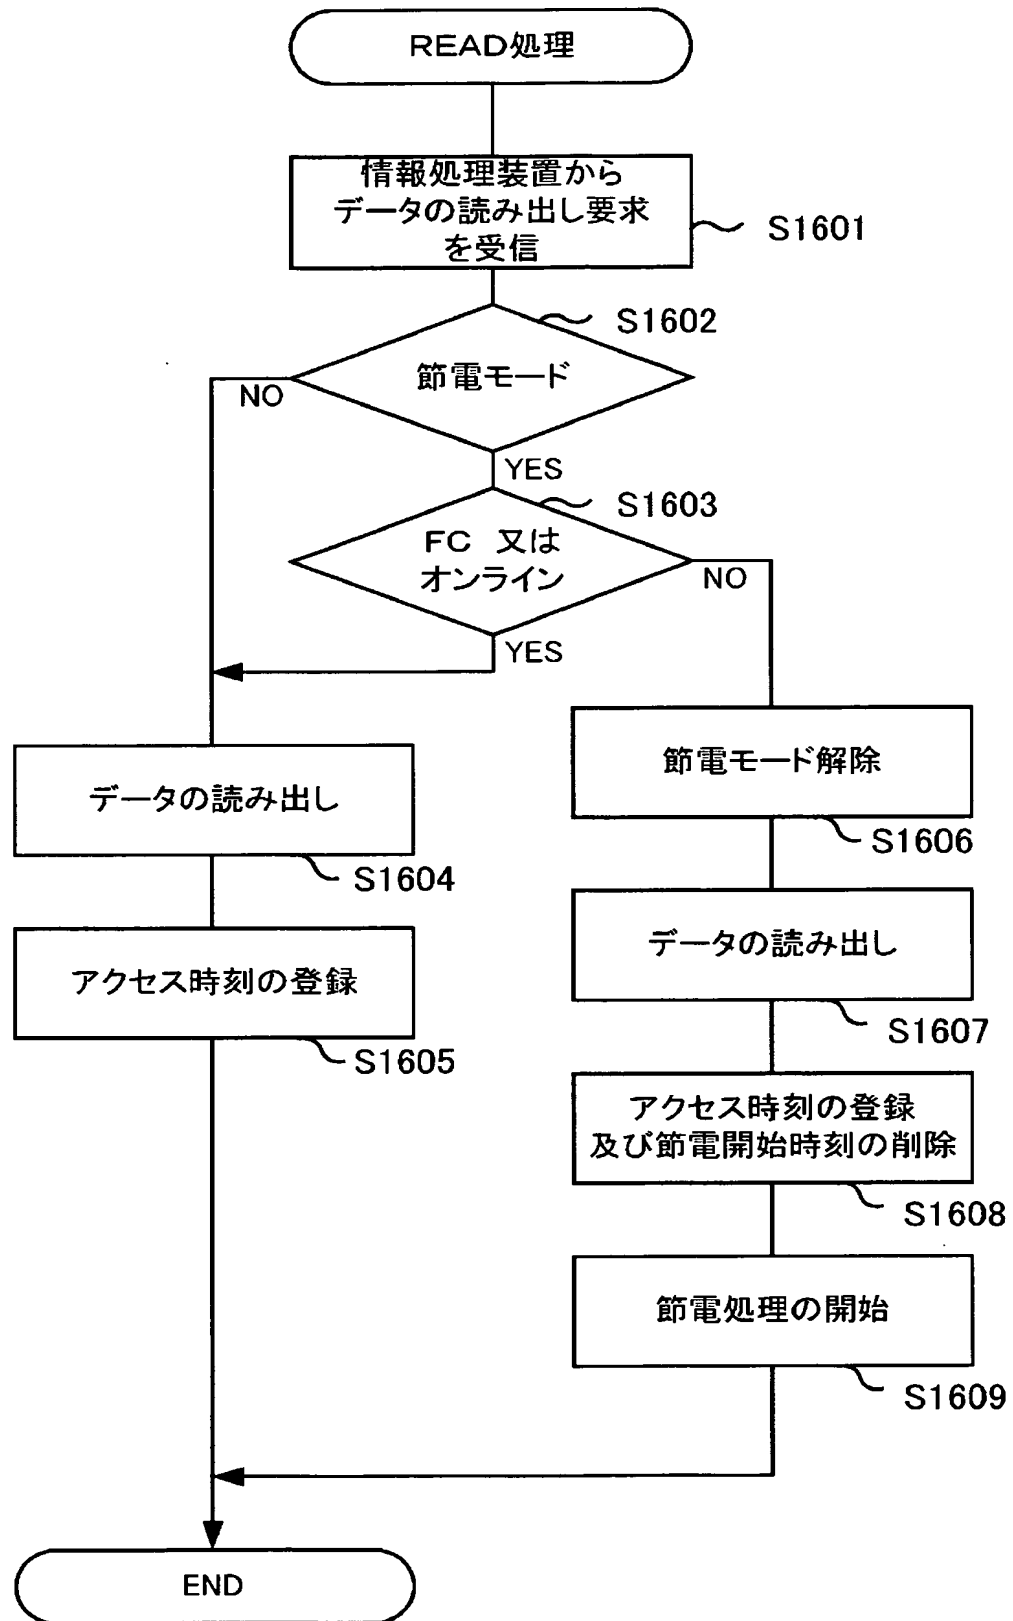 READ処理
情報処理装置から
データの読み出し要求
を受信
S1601
S1602
節電モード
NO
YES
S1603
FC 又は
オンライン
NO
YES
節電モード解除
データの読み出し
S1606
S1604
データの読み出し
アクセス時刻の登録
S1607
S1605
アクセス時刻の登録
及び節電開始時刻の削除
S1608
節電処理の開始
S1609
END